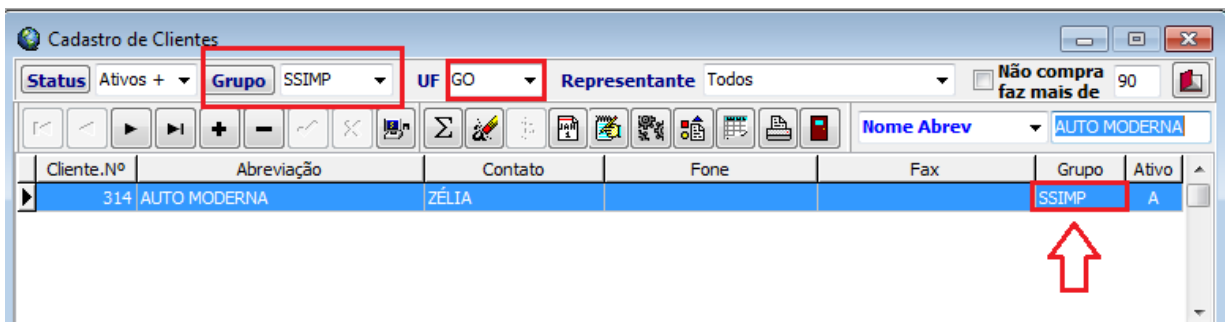 Cadastro de Clientes
Status Ativos + Grupo SSIMP UF GO Representante Todos Não compra faz mais de 90
Nome Abrev AUTO MODERNA
Cliente.Nº Abreviação Contato Fone Fax Grupo Ativo
314 AUTO MODERNA ZÉLIA SSIMP A